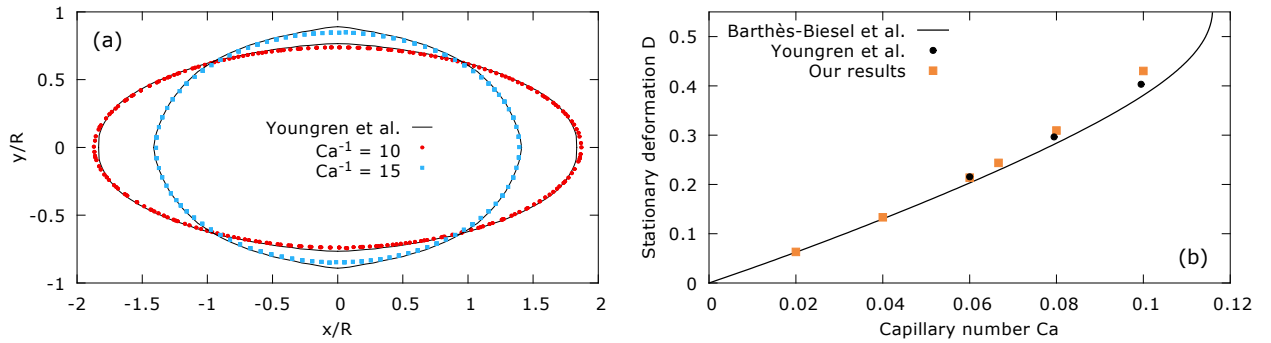 (a)
y/R
1
0.5
0
-0.5
-1
Youngren et al.
Ca⁻¹ = 10
Ca⁻¹ = 15
-2
-1.5
-1
-0.5
0
0.5
1
1.5
2
x/R
Stationary deformation D
0.5
0.4
0.3
0.2
0.1
0
Barthès-Biesel et al.
Youngren et al.
Our results
(b)
0
0.02
0.04
0.06
0.08
0.1
0.12
Capillary number Ca